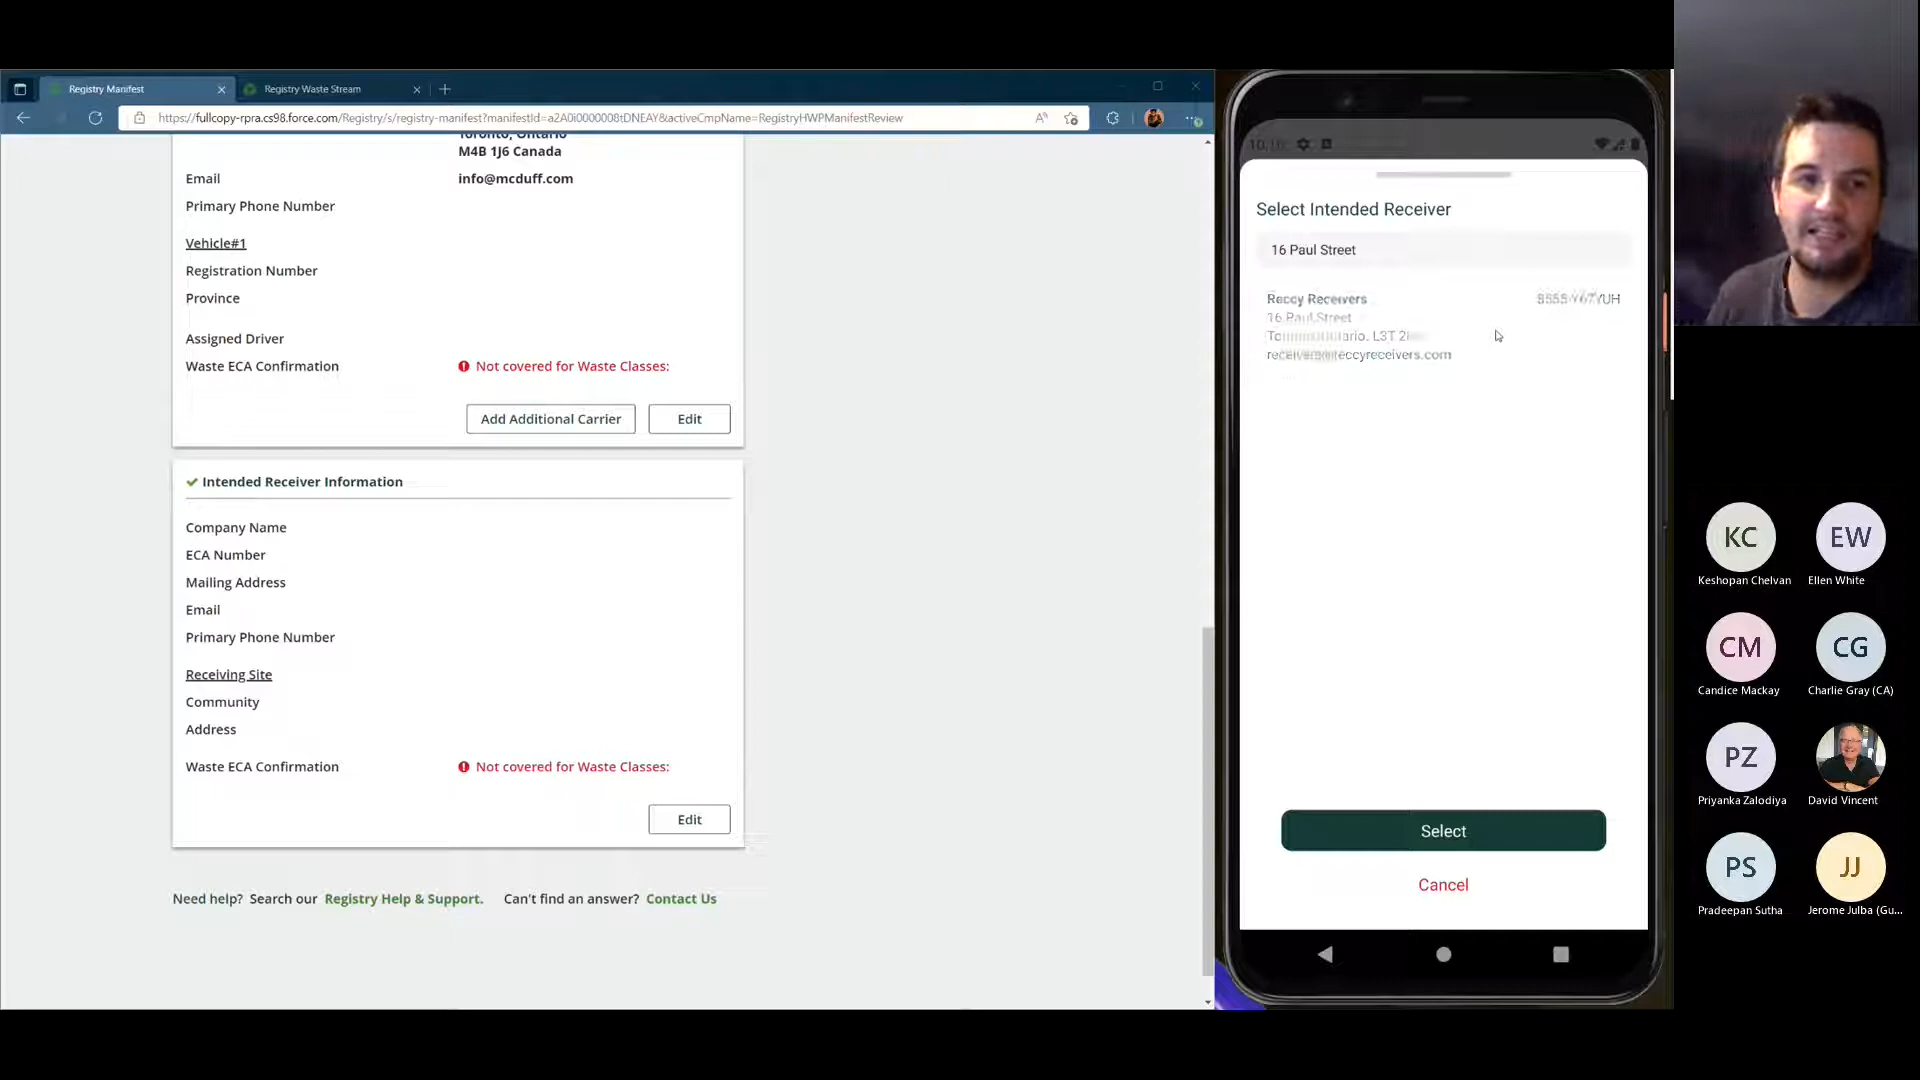 Registry Manifest
Registry Waste Stream
https://fullcopy-rpra.cs98.force.com/Registry/s/registry-manifest?manifestId=a2A0i0000008tDNEAY&activeCmpName=RegistryHWPManifestReview
Toronto, Ontario
M4B 1J6 Canada
Email info@mcduff.com
Primary Phone Number
Vehicle#1
Registration Number
Province
Assigned Driver
Waste ECA Confirmation Not covered for Waste Classes:
Add Additional Carrier Edit
Intended Receiver Information
Company Name
ECA Number
Mailing Address
Email
Primary Phone Number
Receiving Site
Community
Address
Waste ECA Confirmation Not covered for Waste Classes:
Edit
Need help? Search our Registry Help & Support. Can't find an answer? Contact Us
Select Intended Receiver
16 Paul Street
Reccy Receivers
16 Paul Street
L3T
Select
Cancel
KC
Keshopan Chelvan
EW
Ellen White
CM
Candice Mackay
CG
Charlie Gray (CA)
PZ
Priyanka Zalodiya
David Vincent
PS
Pradeepan Sutha
JJ
Jerome Julba (Gu...